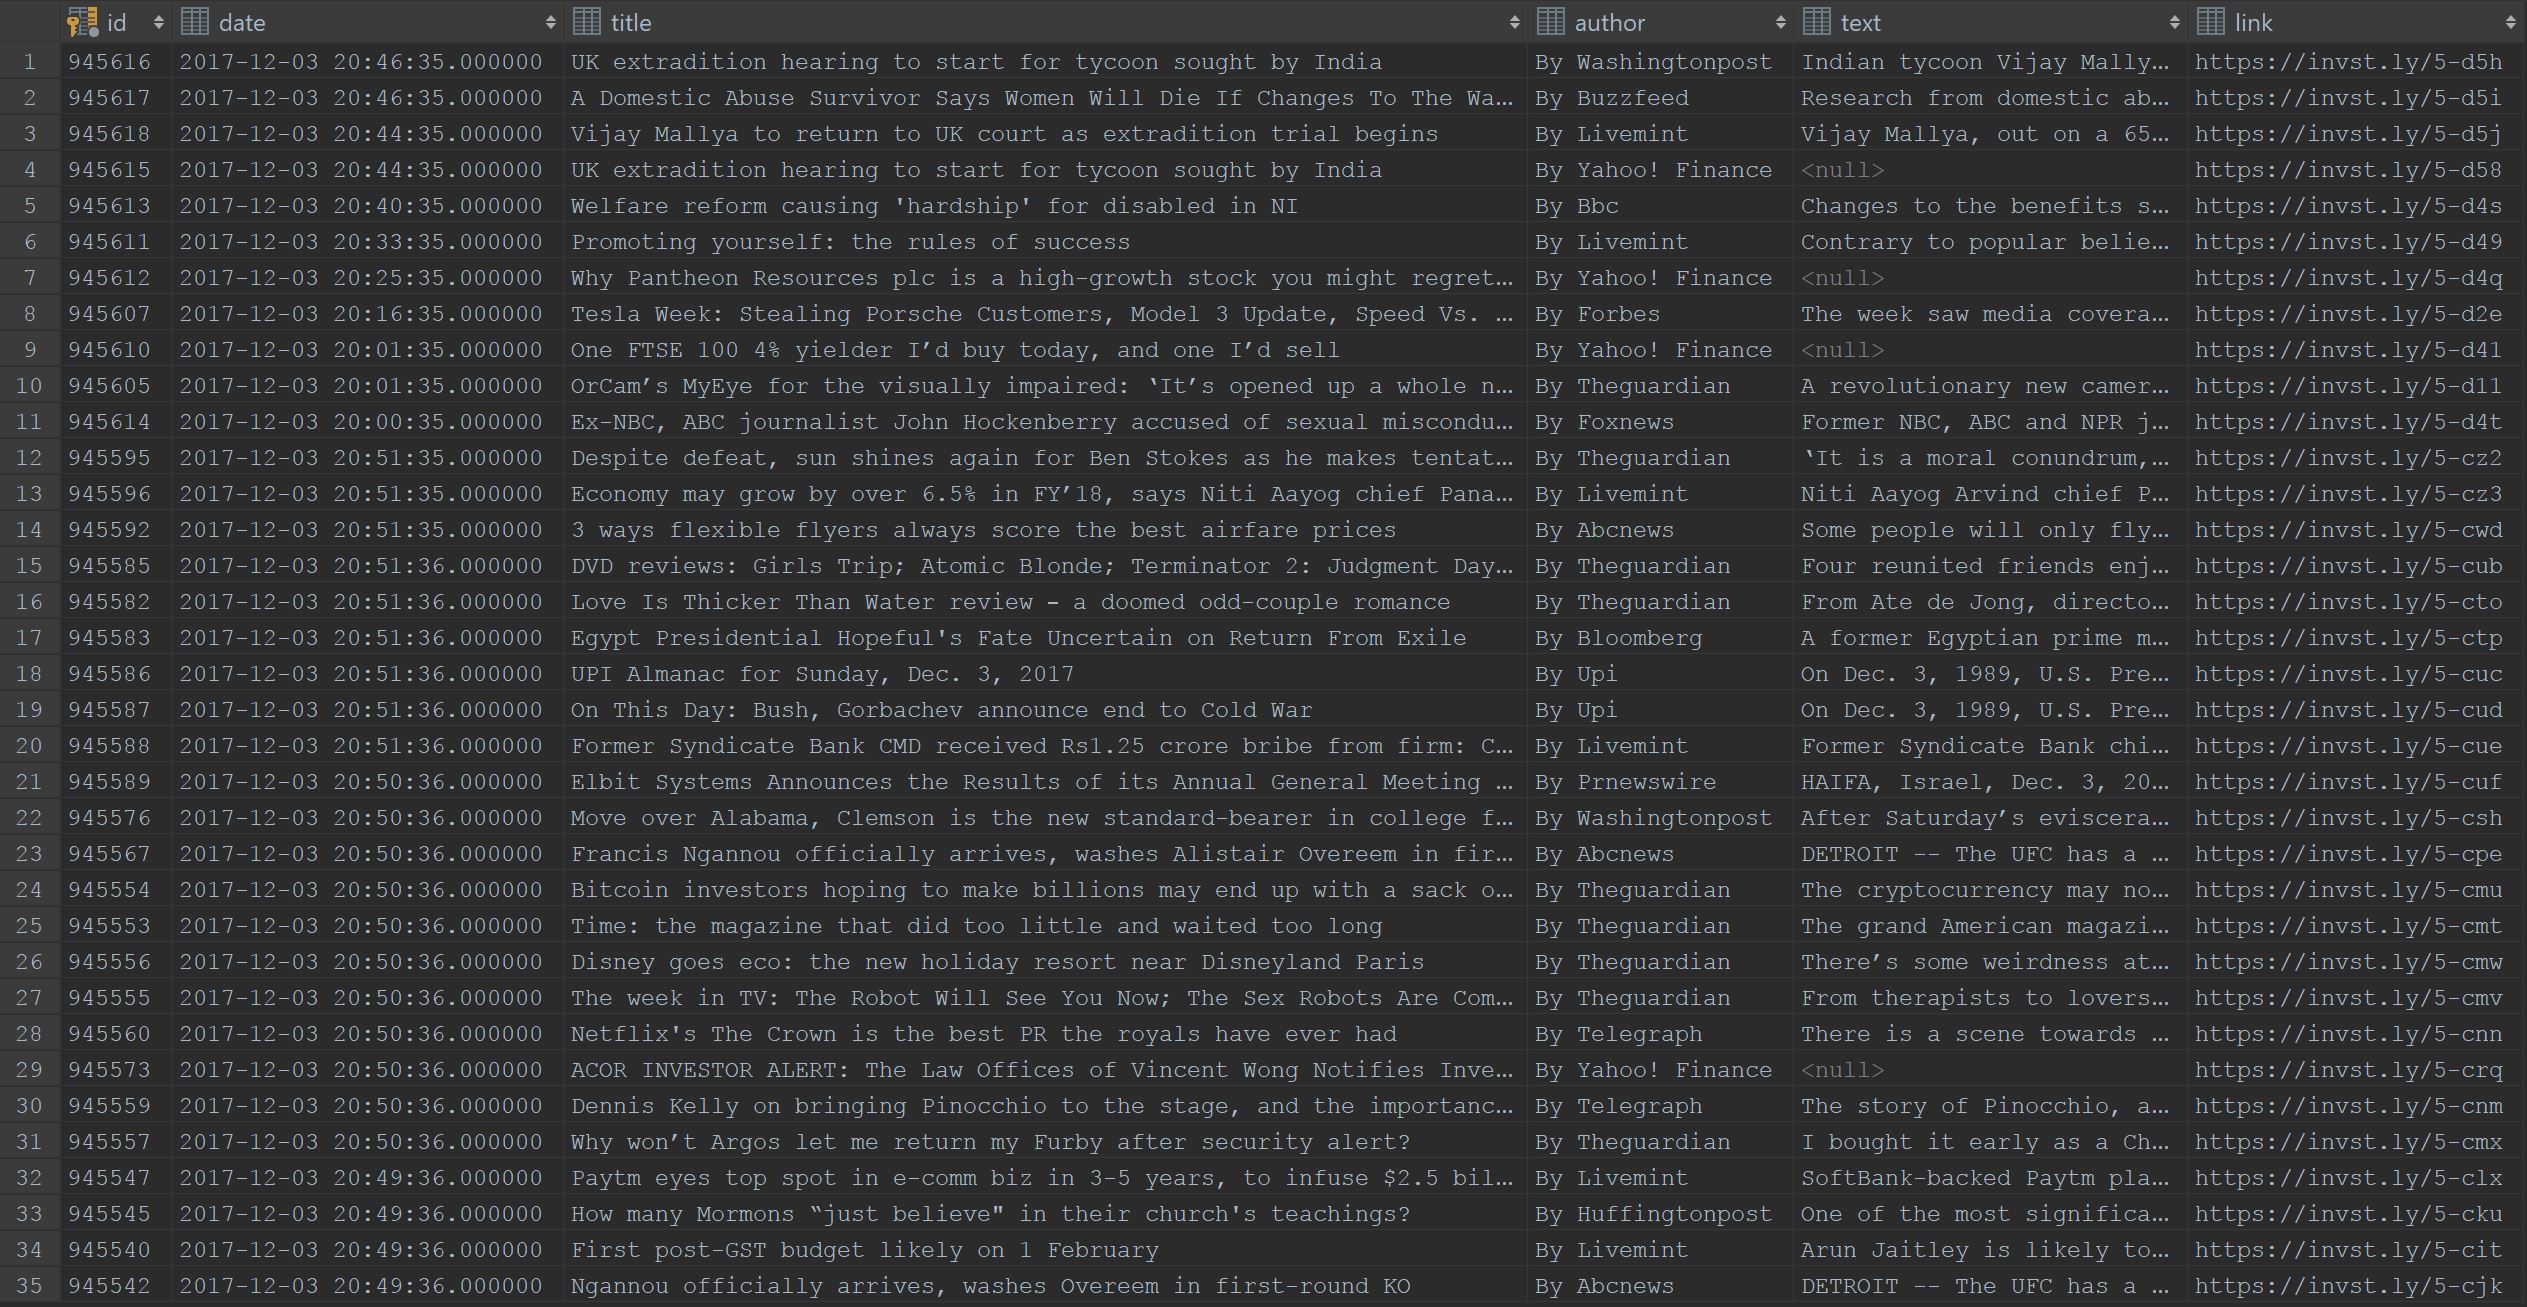 id date title author text link
1 945616 2017-12-03 20:46:35.000000 UK extradition hearing to start for tycoon sought by India By Washingtonpost Indian tycoon Vijay Mally… https://invst.ly/5-d5h
2 945617 2017-12-03 20:46:35.000000 A Domestic Abuse Survivor Says Women Will Die If Changes To The Wa… By Buzzfeed Research from domestic ab… https://invst.ly/5-d5i
3 945618 2017-12-03 20:44:35.000000 Vijay Mallya to return to UK court as extradition trial begins By Livemint Vijay Mallya, out on a 65… https://invst.ly/5-d5j
4 945615 2017-12-03 20:44:35.000000 UK extradition hearing to start for tycoon sought by India By Yahoo! Finance <null> https://invst.ly/5-d58
5 945613 2017-12-03 20:40:35.000000 Welfare reform causing 'hardship' for disabled in NI By Bbc Changes to the benefits s… https://invst.ly/5-d4s
6 945611 2017-12-03 20:33:35.000000 Promoting yourself: the rules of success By Livemint Contrary to popular belie… https://invst.ly/5-d49
7 945612 2017-12-03 20:25:35.000000 Why Pantheon Resources plc is a high-growth stock you might regret… By Yahoo! Finance <null> https://invst.ly/5-d4q
8 945607 2017-12-03 20:16:35.000000 Tesla Week: Stealing Porsche Customers, Model 3 Update, Speed Vs. … By Forbes The week saw media covera… https://invst.ly/5-d2e
9 945610 2017-12-03 20:01:35.000000 One FTSE 100 4% yielder I’d buy today, and one I’d sell By Yahoo! Finance <null> https://invst.ly/5-d41
10 945605 2017-12-03 20:01:35.000000 OrCam’s MyEye for the visually impaired: ‘It’s opened up a whole n… By Theguardian A revolutionary new camer… https://invst.ly/5-d11
11 945614 2017-12-03 20:00:35.000000 Ex-NBC, ABC journalist John Hockenberry accused of sexual miscondu… By Foxnews Former NBC, ABC and NPR j… https://invst.ly/5-d4t
12 945595 2017-12-03 20:51:35.000000 Despite defeat, sun shines again for Ben Stokes as he makes tentat… By Theguardian ‘It is a moral conundrum,… https://invst.ly/5-cz2
13 945596 2017-12-03 20:51:35.000000 Economy may grow by over 6.5% in FY’18, says Niti Aayog chief Pana… By Livemint Niti Aayog Arvind chief P… https://invst.ly/5-cz3
14 945592 2017-12-03 20:51:35.000000 3 ways flexible flyers always score the best airfare prices By Abcnews Some people will only fly… https://invst.ly/5-cwd
15 945585 2017-12-03 20:51:36.000000 DVD reviews: Girls Trip; Atomic Blonde; Terminator 2: Judgment Day… By Theguardian Four reunited friends enj… https://invst.ly/5-cub
16 945582 2017-12-03 20:51:36.000000 Love Is Thicker Than Water review – a doomed odd-couple romance By Theguardian From Ate de Jong, directo… https://invst.ly/5-cto
17 945583 2017-12-03 20:51:36.000000 Egypt Presidential Hopeful's Fate Uncertain on Return From Exile By Bloomberg A former Egyptian prime m… https://invst.ly/5-ctp
18 945586 2017-12-03 20:51:36.000000 UPI Almanac for Sunday, Dec. 3, 2017 By Upi On Dec. 3, 1989, U.S. Pre… https://invst.ly/5-cuc
19 945587 2017-12-03 20:51:36.000000 On This Day: Bush, Gorbachev announce end to Cold War By Upi On Dec. 3, 1989, U.S. Pre… https://invst.ly/5-cud
20 945588 2017-12-03 20:51:36.000000 Former Syndicate Bank CMD received Rs1.25 crore bribe from firm: C… By Livemint Former Syndicate Bank chi… https://invst.ly/5-cue
21 945589 2017-12-03 20:50:36.000000 Elbit Systems Announces the Results of its Annual General Meeting … By Prnewswire HAIFA, Israel, Dec. 3, 20… https://invst.ly/5-cuf
22 945576 2017-12-03 20:50:36.000000 Move over Alabama, Clemson is the new standard-bearer in college f… By Washingtonpost After Saturday’s eviscera… https://invst.ly/5-csh
23 945567 2017-12-03 20:50:36.000000 Francis Ngannou officially arrives, washes Alistair Overeem in fir… By Abcnews DETROIT -- The UFC has a … https://invst.ly/5-cpe
24 945554 2017-12-03 20:50:36.000000 Bitcoin investors hoping to make billions may end up with a sack o… By Theguardian The cryptocurrency may no… https://invst.ly/5-cmu
25 945553 2017-12-03 20:50:36.000000 Time: the magazine that did too little and waited too long By Theguardian The grand American magazi… https://invst.ly/5-cmt
26 945556 2017-12-03 20:50:36.000000 Disney goes eco: the new holiday resort near Disneyland Paris By Theguardian There’s some weirdness at… https://invst.ly/5-cmw
27 945555 2017-12-03 20:50:36.000000 The week in TV: The Robot Will See You Now; The Sex Robots Are Com… By Theguardian From therapists to lovers… https://invst.ly/5-cmv
28 945560 2017-12-03 20:50:36.000000 Netflix's The Crown is the best PR the royals have ever had By Telegraph There is a scene towards … https://invst.ly/5-cnn
29 945573 2017-12-03 20:50:36.000000 ACOR INVESTOR ALERT: The Law Offices of Vincent Wong Notifies Inve… By Yahoo! Finance <null> https://invst.ly/5-crq
30 945559 2017-12-03 20:50:36.000000 Dennis Kelly on bringing Pinocchio to the stage, and the importanc… By Telegraph The story of Pinocchio, a… https://invst.ly/5-cnm
31 945557 2017-12-03 20:50:36.000000 Why won’t Argos let me return my Furby after security alert? By Theguardian I bought it early as a Ch… https://invst.ly/5-cmx
32 945547 2017-12-03 20:49:36.000000 Paytm eyes top spot in e-comm biz in 3-5 years, to infuse $2.5 bil… By Livemint SoftBank-backed Paytm pla… https://invst.ly/5-clx
33 945545 2017-12-03 20:49:36.000000 How many Mormons “just believe" in their church's teachings? By Huffingtonpost One of the most significa… https://invst.ly/5-cku
34 945540 2017-12-03 20:49:36.000000 First post-GST budget likely on 1 February By Livemint Arun Jaitley is likely to… https://invst.ly/5-cit
35 945542 2017-12-03 20:49:36.000000 Ngannou officially arrives, washes Overeem in first-round KO By Abcnews DETROIT -- The UFC has a … https://invst.ly/5-cjk